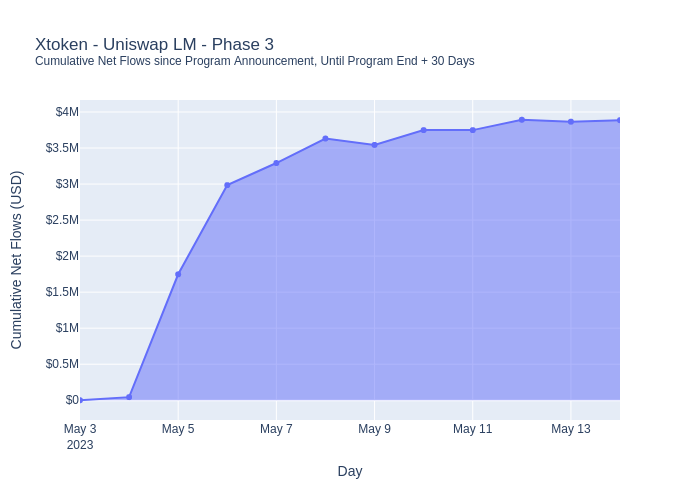 Xtoken - Uniswap LM - Phase 3
Cumulative Net Flows since Program Announcement, Until Program End + 30 Days
Cumulative Net Flows (USD)
$4M
$3.5M
$3M
$2.5M
$2M
$1.5M
$1M
$0.5M
$0
May 3 May 5 May 7 May 9 May 11 May 13
2023
Day